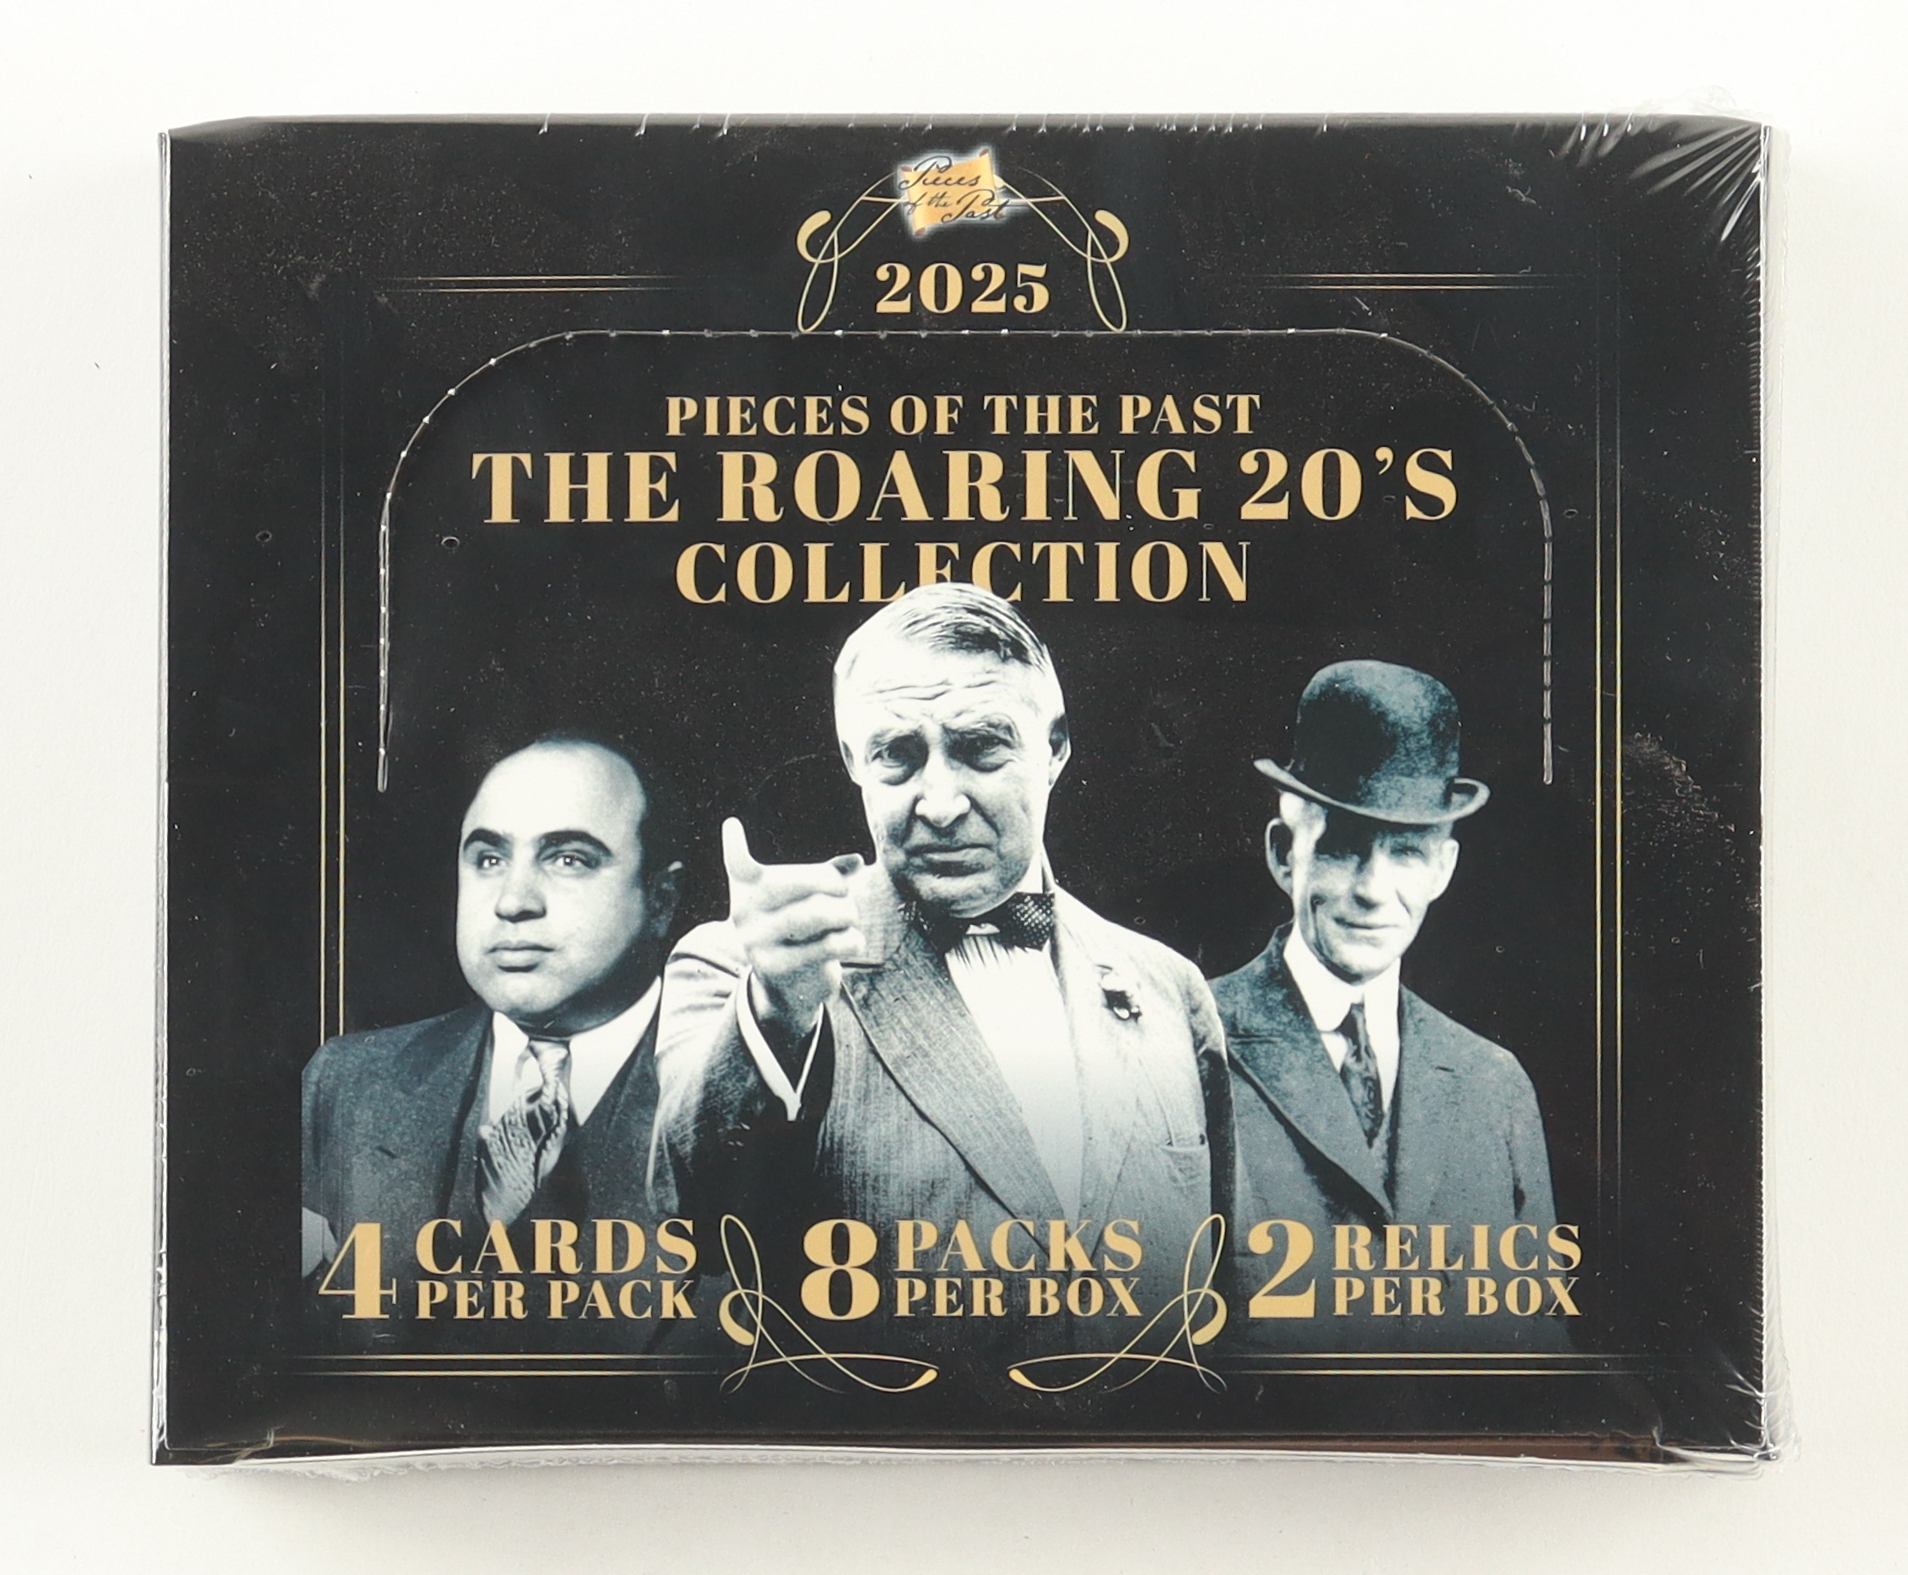 Pieces
of the Past
2025
PIECES OF THE PAST
THE ROARING 20'S
COLLECTION
4 CARDS PER PACK
8 PACKS PER BOX
2 RELICS PER BOX